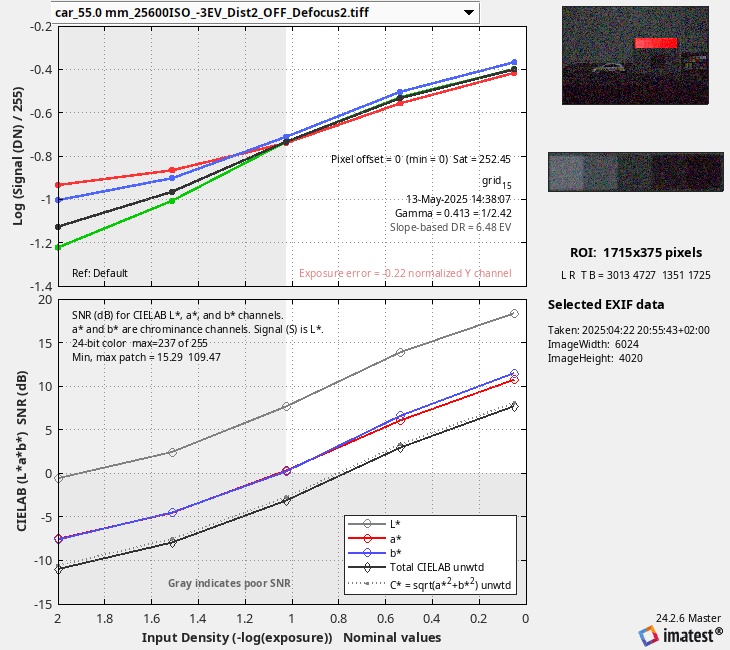 car_55.0 mm_25600ISO_-3EV_Dist2_OFF_Defocus2.tiff
-0.2
-0.4
-0.6
-0.8
-1
-1.2
-1.4
Log (Signal (DN) / 255)
Pixel offset = 0 (min = 0) Sat = 252.45
grid15
13-May-2025 14:38:07
Gamma = 0.413 = 1/2.42
Slope-based DR = 6.48 EV
Ref: Default
Exposure error = -0.22 normalized Y channel
ROI: 1715x375 pixels
L R T B = 3013 4727 1351 1725
Selected EXIF data
Taken: 2025:04:22 20:55:43+02:00
ImageWidth: 6024
ImageHeight: 4020
20
15
10
5
0
-5
-10
-15
CIELAB (L*a*b*) SNR (dB)
SNR (dB) for CIELAB L*, a*, and b* channels.
a* and b* are chrominance channels. Signal (S) is L*.
24-bit color max=237 of 255
Min, max patch = 15.29 109.47
L*
a*
b*
Total CIELAB unwtd
C* = sqrt(a*2+b*2) unwtd
Gray indicates poor SNR
2 1.8 1.6 1.4 1.2 1 0.8 0.6 0.4 0.2 0
Input Density (-log(exposure)) Nominal values
24.2.6 Master
imatest®